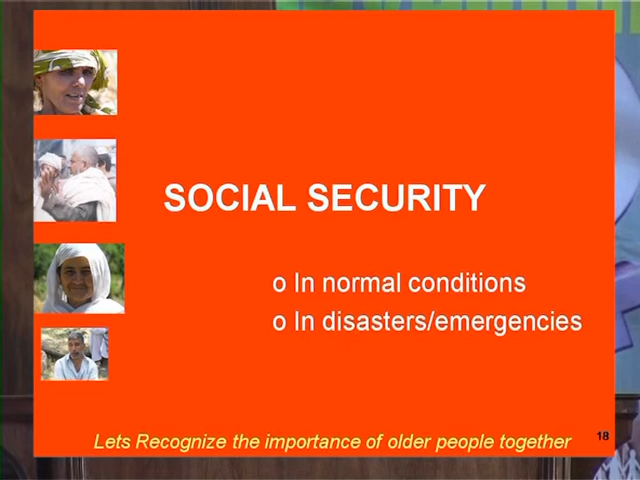 SOCIAL SECURITY
o In normal conditions
o In disasters/emergencies
Lets Recognize the importance of older people together
18